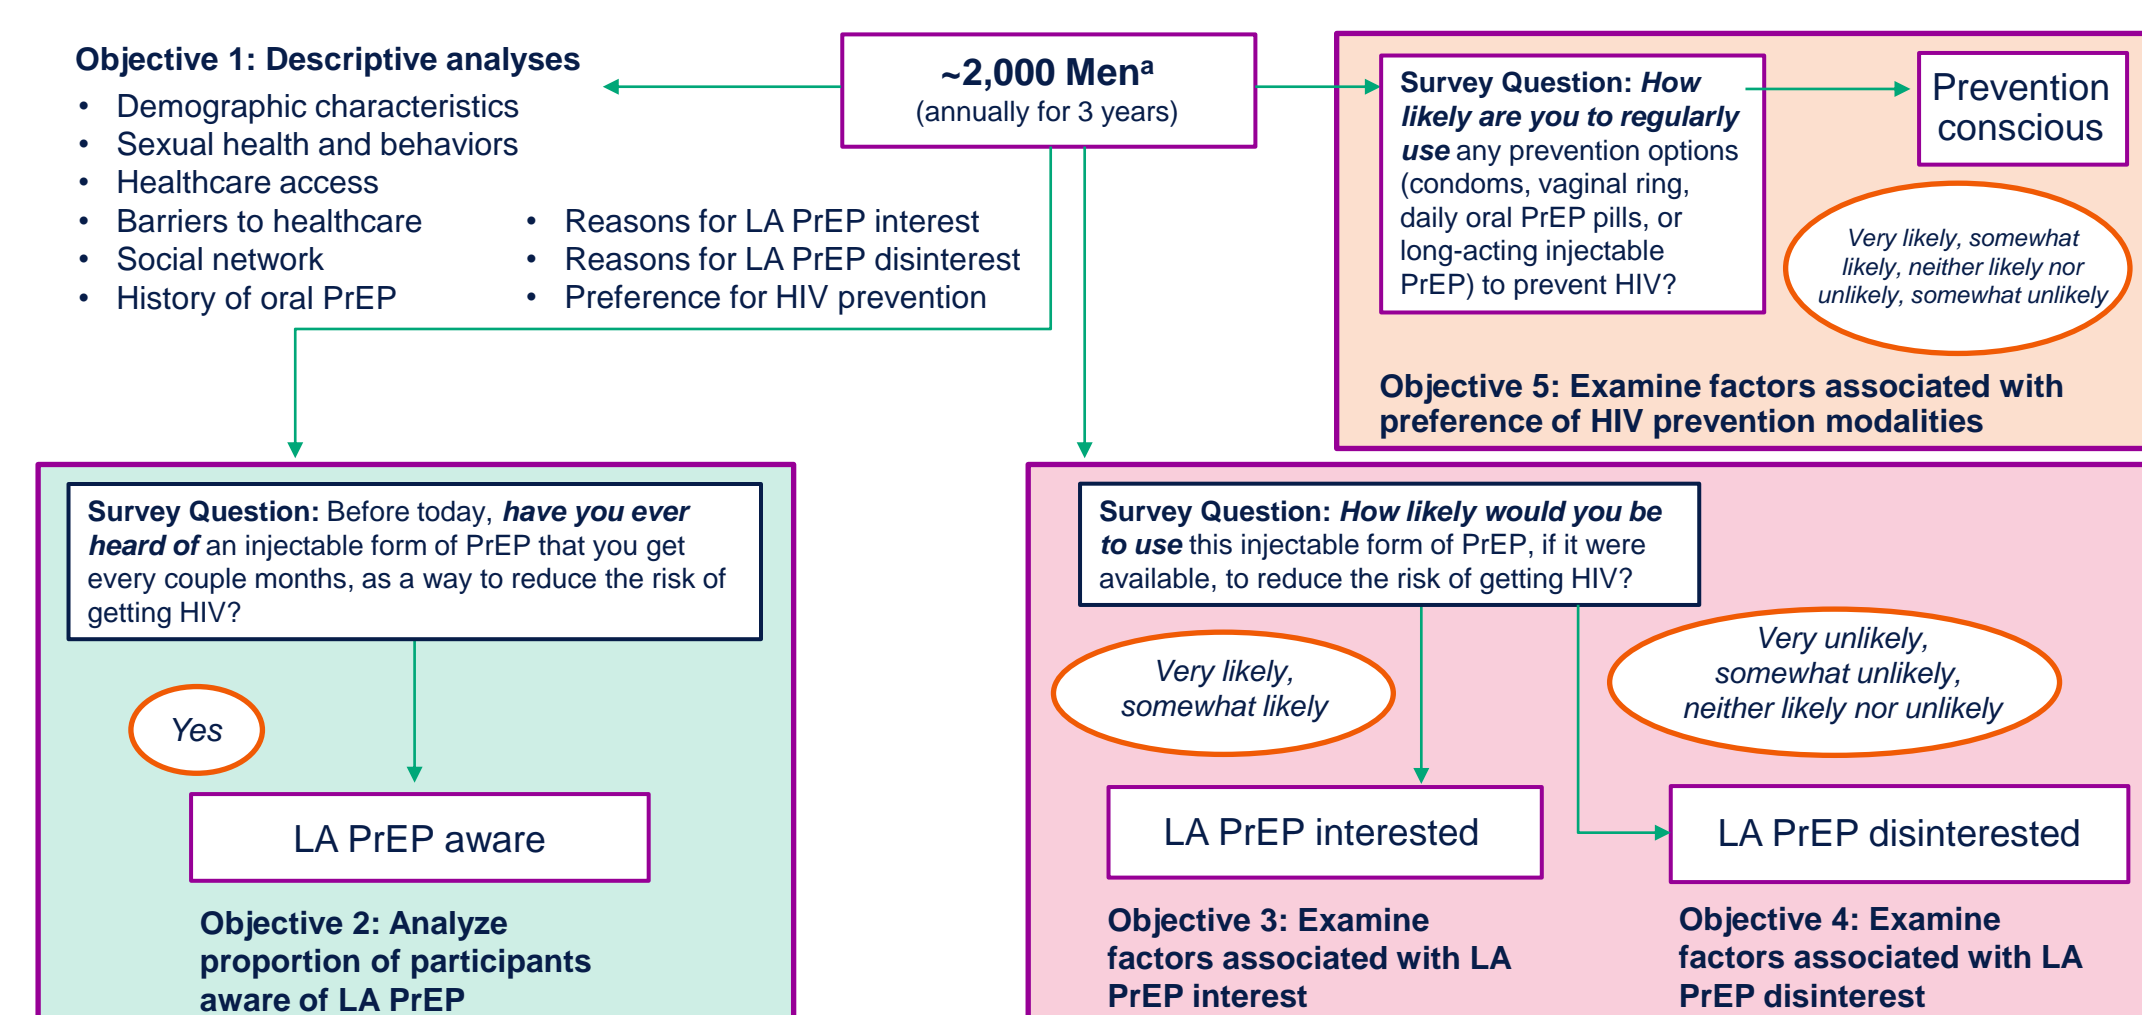 Objective 1: Descriptive analyses
• Demographic characteristics
• Sexual health and behaviors
• Healthcare access
• Barriers to healthcare
• Social network
• History of oral PrEP
• Reasons for LA PrEP interest
• Reasons for LA PrEP disinterest
• Preference for HIV prevention
~2,000 Menᵃ
(annually for 3 years)
Survey Question: How
likely are you to regularly
use any prevention options
(condoms, vaginal ring,
daily oral PrEP pills, or
long-acting injectable
PrEP) to prevent HIV?
Prevention
conscious
Very likely, somewhat
likely, neither likely nor
unlikely, somewhat unlikely
Objective 5: Examine factors associated with
preference of HIV prevention modalities
Survey Question: Before today, have you ever
heard of an injectable form of PrEP that you get
every couple months, as a way to reduce the risk of
getting HIV?
Yes
LA PrEP aware
Objective 2: Analyze
proportion of participants
aware of LA PrEP
Survey Question: How likely would you be
to use this injectable form of PrEP, if it were
available, to reduce the risk of getting HIV?
Very likely,
somewhat likely
Very unlikely,
somewhat unlikely,
neither likely nor unlikely
LA PrEP interested
LA PrEP disinterested
Objective 3: Examine
factors associated with LA
PrEP interest
Objective 4: Examine
factors associated with LA
PrEP disinterest